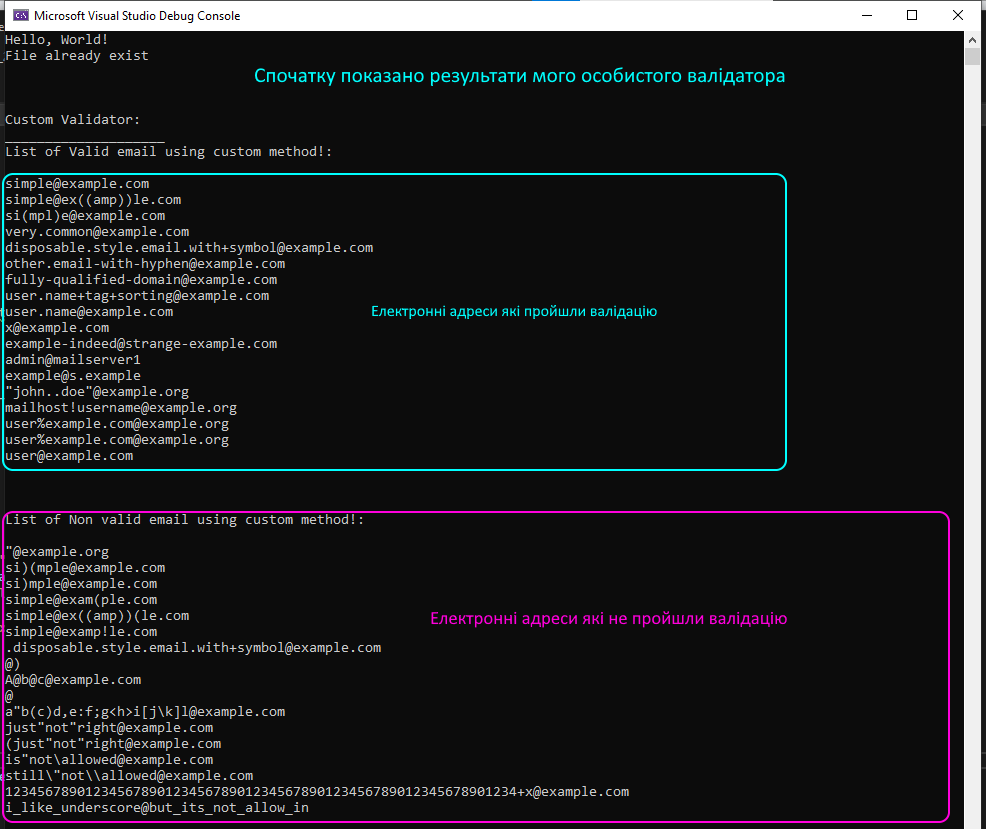 Microsoft Visual Studio Debug Console
Hello, World!
File already exist
Спочатку показано результати мого особистого валідатора
Custom Validator:
____________________
List of Valid email using custom method!:
simple@example.com
simple@ex((amp))le.com
si(mpl)e@example.com
very.common@example.com
disposable.style.email.with+symbol@example.com
other.email-with-hyphen@example.com
fully-qualified-domain@example.com
user.name+tag+sorting@example.com
user.name@example.com
Електронні адреси які пройшли валідацію
x@example.com
example-indeed@strange-example.com
admin@mailserver1
example@s.example
"john..doe"@example.org
mailhost!username@example.org
user%example.com@example.org
user%example.com@example.org
user@example.com
List of Non valid email using custom method!:
"@example.org
si)(mple@example.com
si)mple@example.com
simple@exam(ple.com
simple@ex((amp))(le.com
Електронні адреси які не пройшли валідацію
simple@examp!le.com
.disposable.style.email.with+symbol@example.com
@)
A@b@c@example.com
@
a"b(c)d,e:f;g<h>i[j\k]l@example.com
just"not"right@example.com
(just"not"right@example.com
is"not\allowed@example.com
still\"not\\allowed@example.com
1234567890123456789012345678901234567890123456789012345678901234+x@example.com
i_like_underscore@but_its_not_allow_in